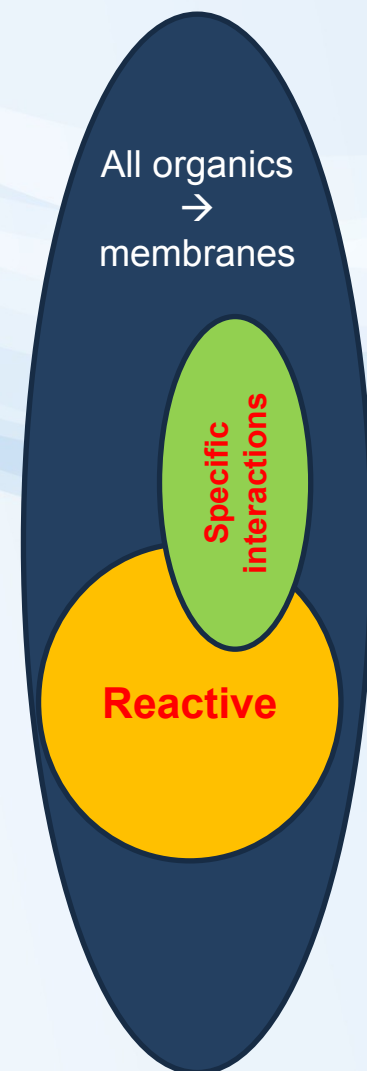 All organics
→
membranes
Specific
interactions
Reactive